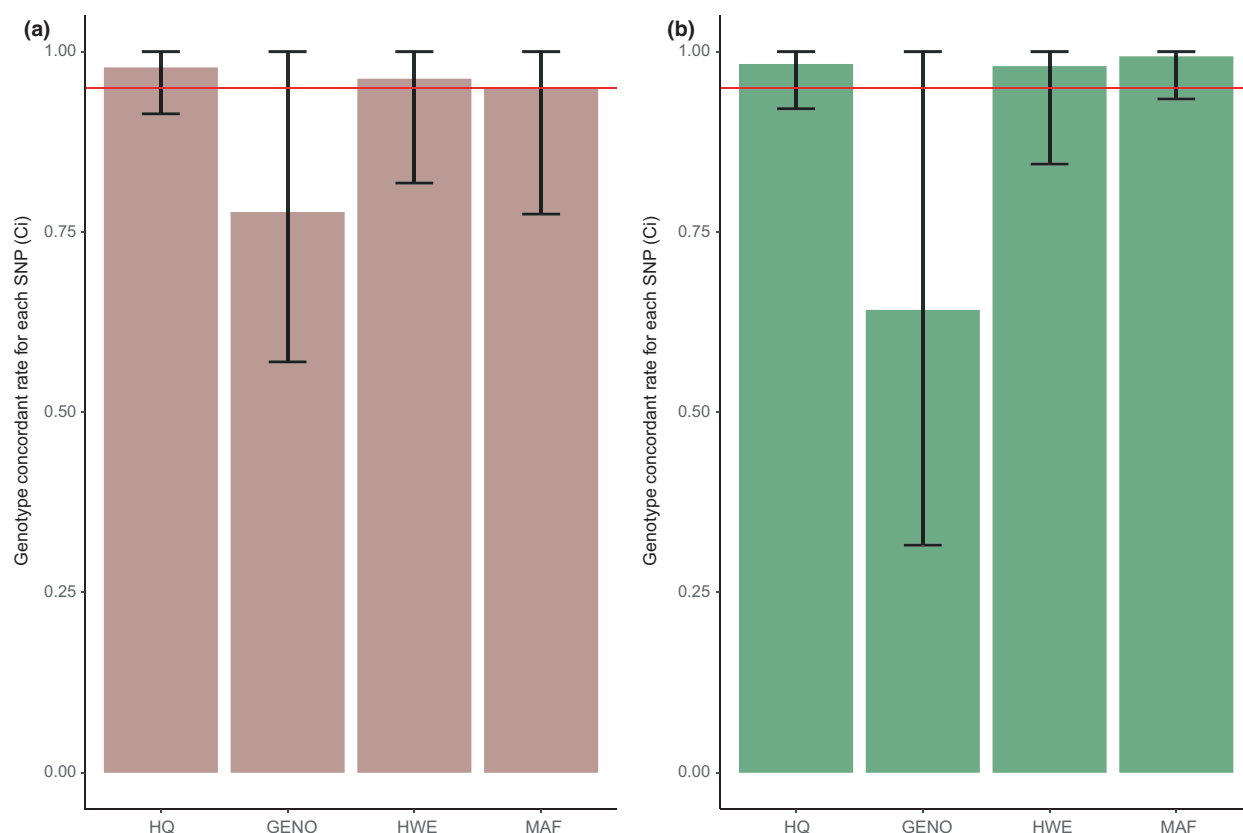 (a)
Genotype concordant rate for each SNP (Ci)
1.00
0.75
0.50
0.25
0.00
HQ GENO HWE MAF
(b)
Genotype concordant rate for each SNP (Ci)
1.00
0.75
0.50
0.25
0.00
HQ GENO HWE MAF